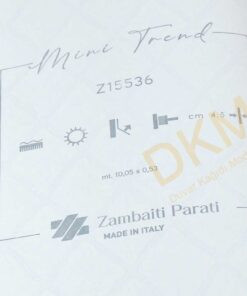 Mini Trend
Z15536
cm 4.5
mt. 10,05 x 0,53
Zambaiti Parati
MADE IN ITALY
DKM
Duvar Kağıdı